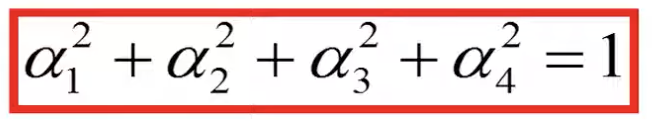 α₁² + α₂² + α₃² + α₄² = 1